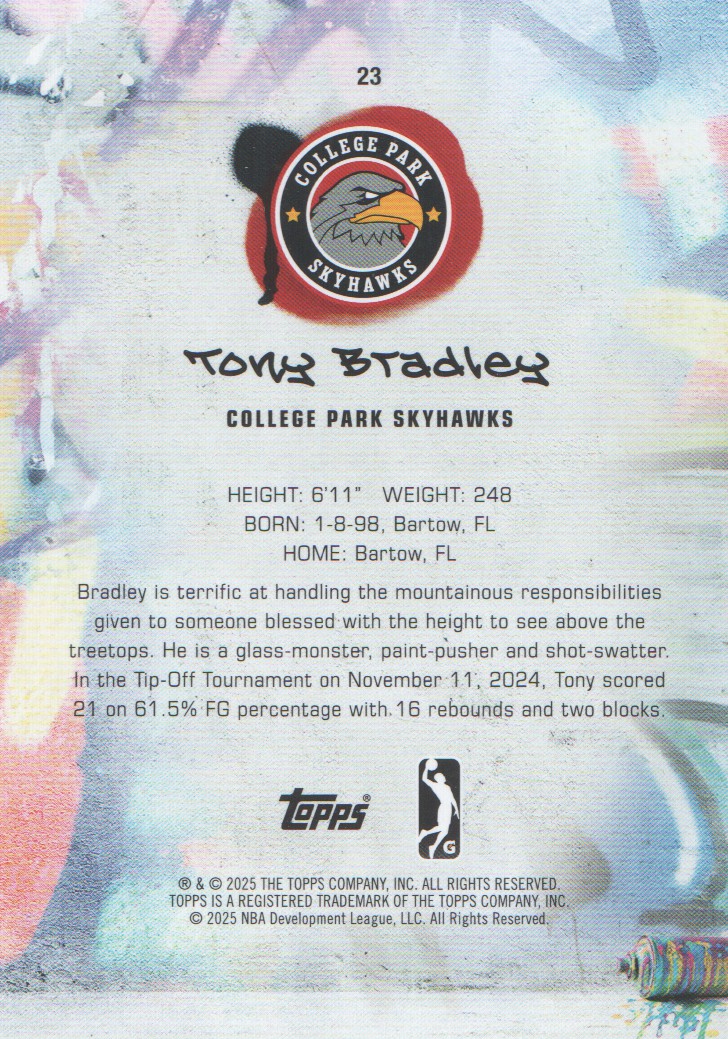 23
COLLEGE PARK
SKYHAWKS
Tony Bradley
COLLEGE PARK SKYHAWKS
HEIGHT: 6'11" WEIGHT: 248
BORN: 1-8-98, Bartow, FL
HOME: Bartow, FL
Bradley is terrific at handling the mountainous responsibilities
given to someone blessed with the height to see above the
treetops. He is a glass-monster, paint-pusher and shot-swatter.
In the Tip-Off Tournament on November 11, 2024, Tony scored
21 on 61.5% FG percentage with 16 rebounds and two blocks.
Topps®
G
® & © 2025 THE TOPPS COMPANY, INC. ALL RIGHTS RESERVED.
TOPPS IS A REGISTERED TRADEMARK OF THE TOPPS COMPANY, INC.
© 2025 NBA Development League, LLC. All Rights Reserved.